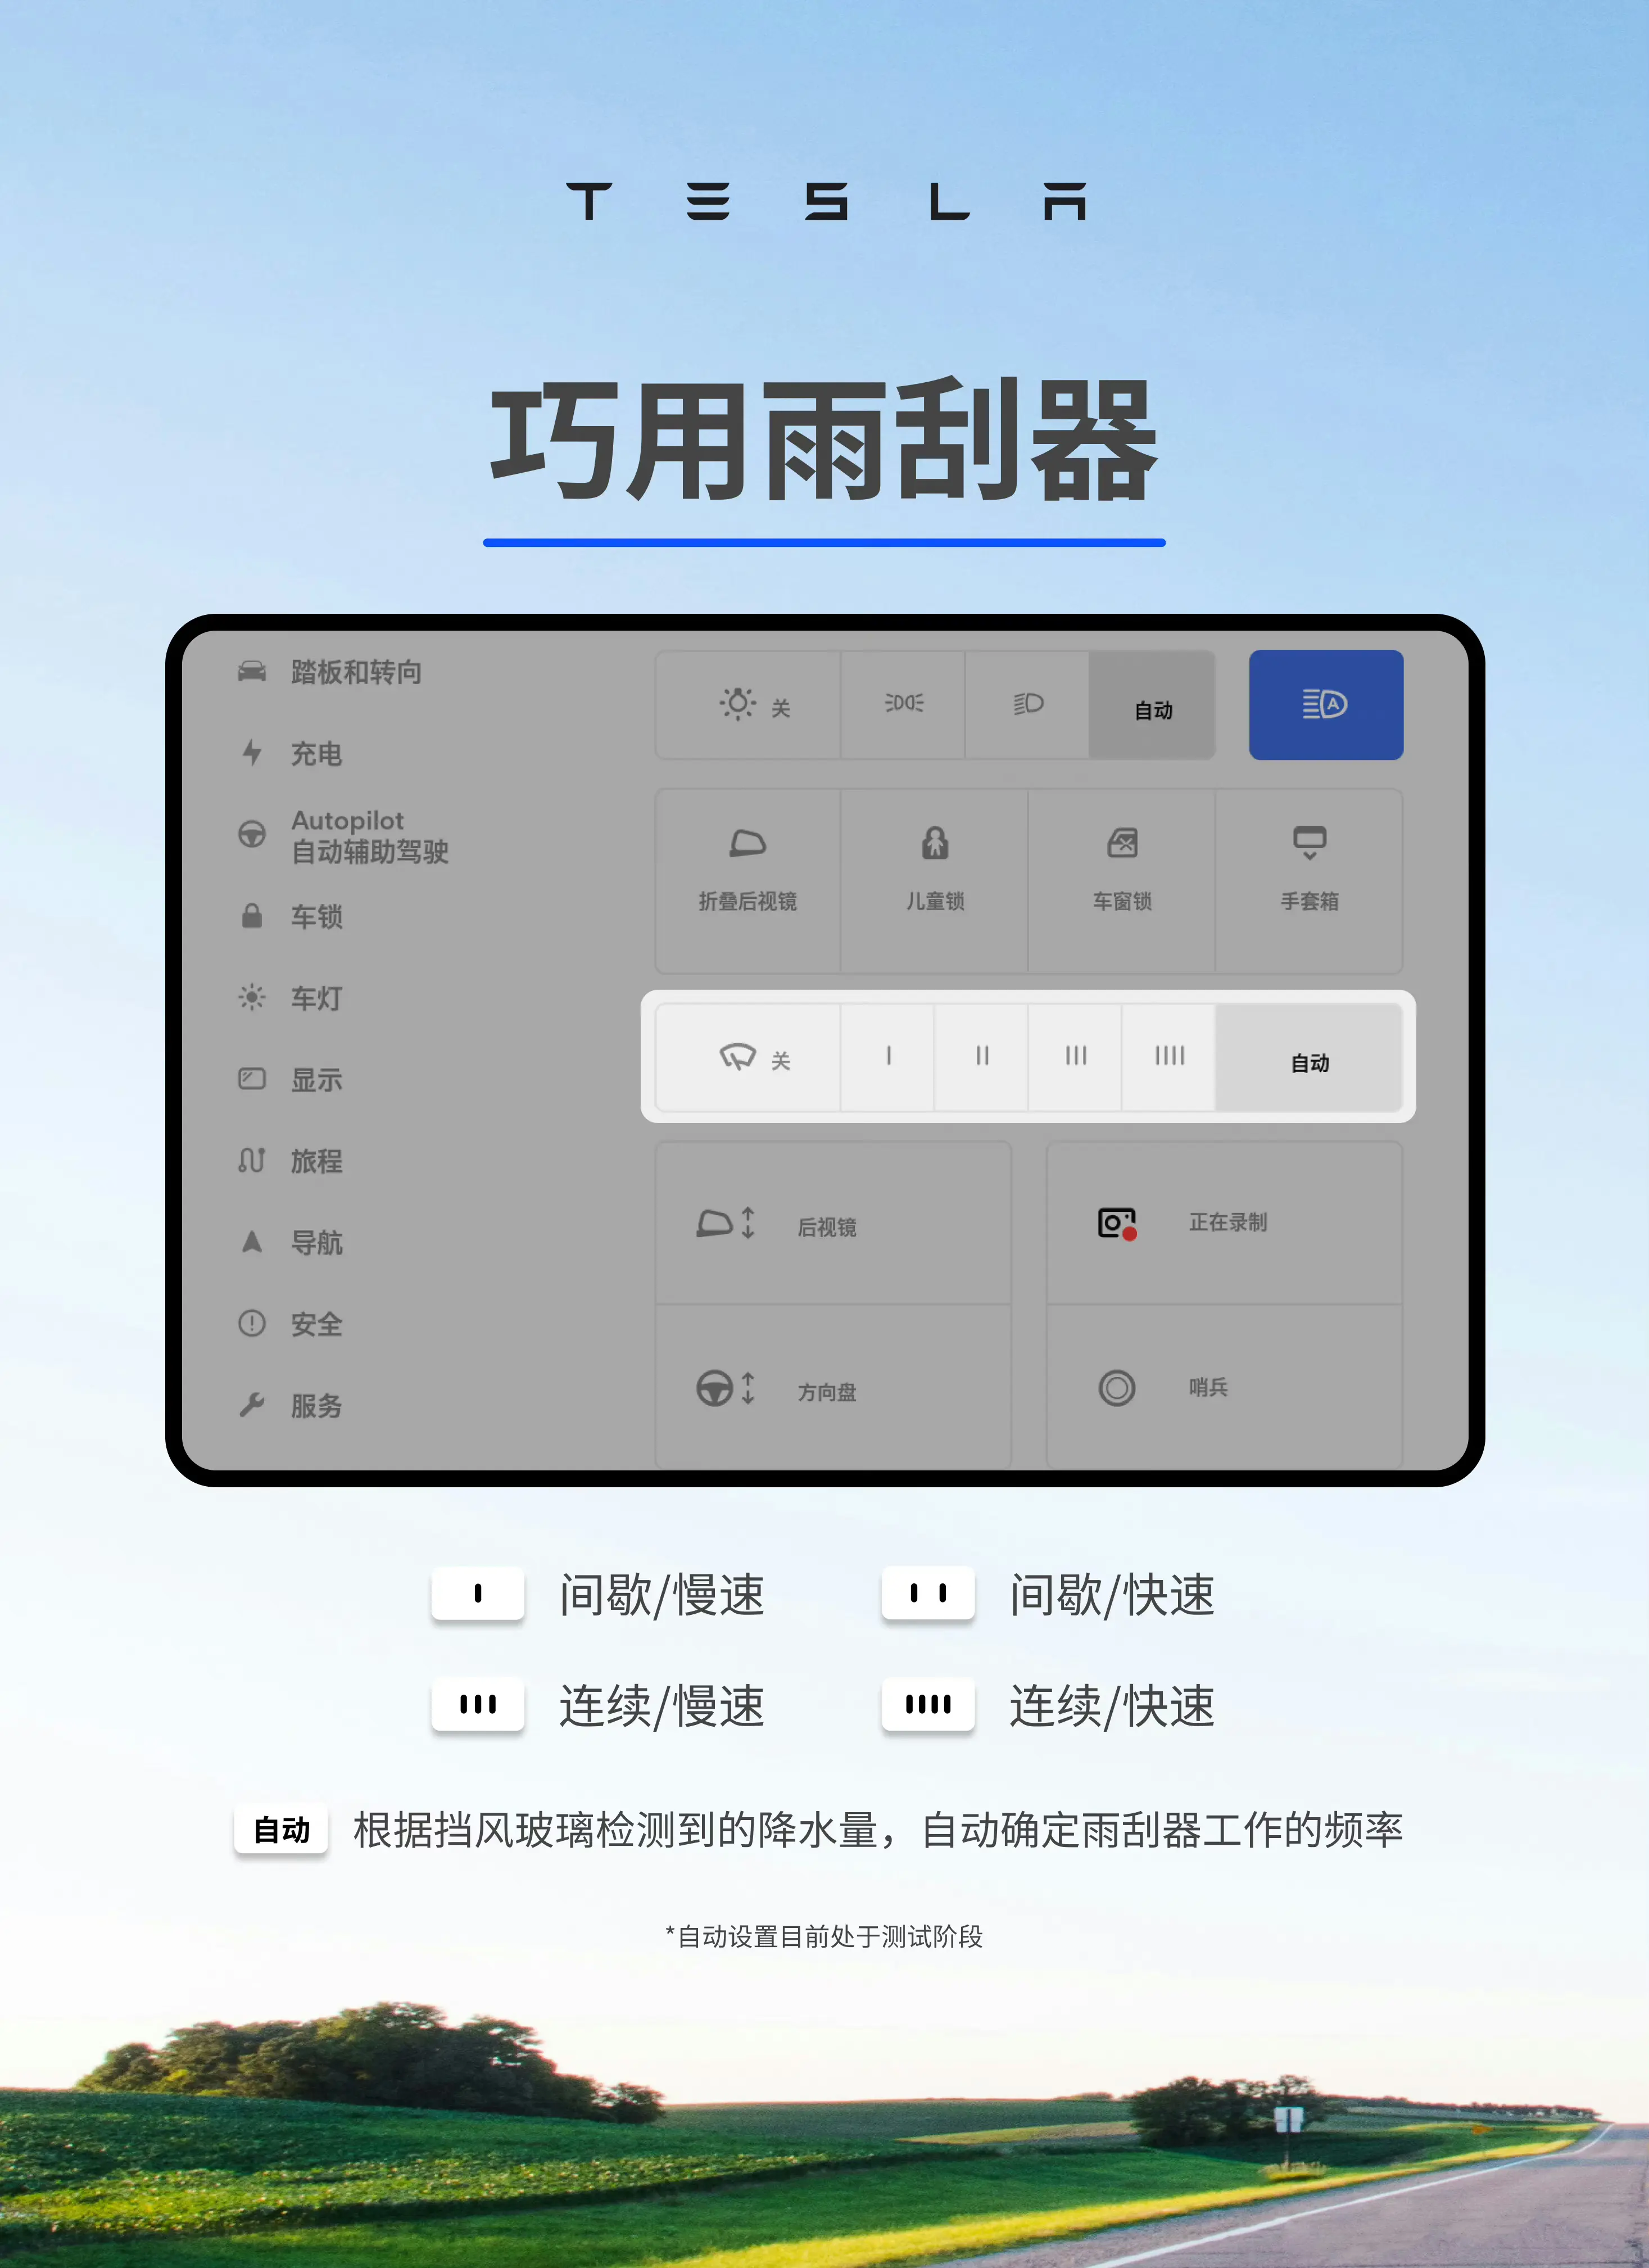 TESLA
巧用雨刮器
踏板和转向
充电
Autopilot
自动辅助驾驶
车锁
车灯
显示
旅程
导航
安全
服务
关
自动
A
折叠后视镜
儿童锁
车窗锁
手套箱
关 I II III IIII 自动
后视镜
正在录制
方向盘
哨兵
I 间歇/慢速
II 间歇/快速
III 连续/慢速
IIII 连续/快速
自动 根据挡风玻璃检测到的降水量，自动确定雨刮器工作的频率
*自动设置目前处于测试阶段